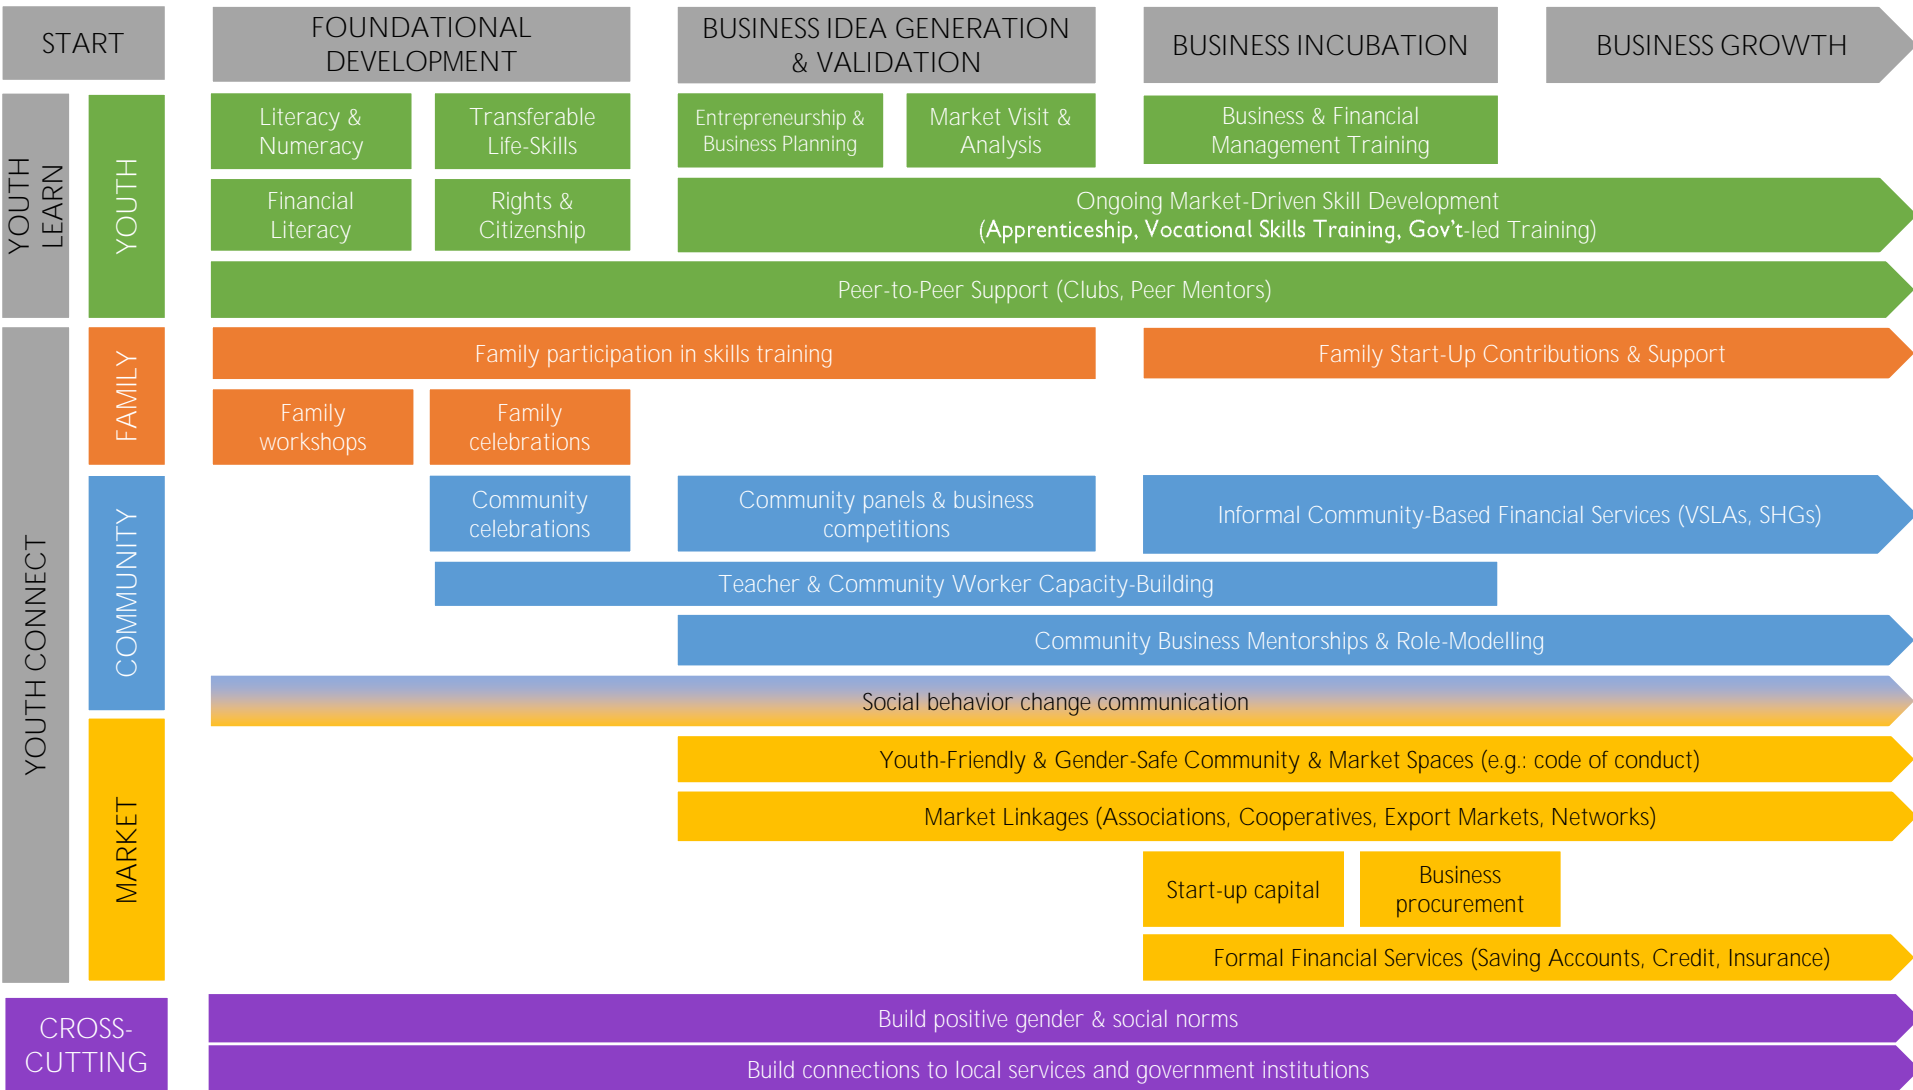 START
FOUNDATIONAL
DEVELOPMENT
BUSINESS IDEA GENERATION
& VALIDATION
BUSINESS INCUBATION
BUSINESS GROWTH
YOUTH
LEARN
YOUTH
Literacy &
Numeracy
Transferable
Life-Skills
Entrepreneurship &
Business Planning
Market Visit &
Analysis
Business & Financial
Management Training
Financial
Literacy
Rights &
Citizenship
Ongoing Market-Driven Skill Development
(Apprenticeship, Vocational Skills Training, Gov't-led Training)
Peer-to-Peer Support (Clubs, Peer Mentors)
YOUTH CONNECT
FAMILY
Family participation in skills training
Family Start-Up Contributions & Support
Family
workshops
Family
celebrations
COMMUNITY
Community
celebrations
Community panels & business
competitions
Informal Community-Based Financial Services (VSLAs, SHGs)
Teacher & Community Worker Capacity-Building
Community Business Mentorships & Role-Modelling
Social behavior change communication
MARKET
Youth-Friendly & Gender-Safe Community & Market Spaces (e.g.: code of conduct)
Market Linkages (Associations, Cooperatives, Export Markets, Networks)
Start-up capital
Business
procurement
Formal Financial Services (Saving Accounts, Credit, Insurance)
CROSS-
CUTTING
Build positive gender & social norms
Build connections to local services and government institutions